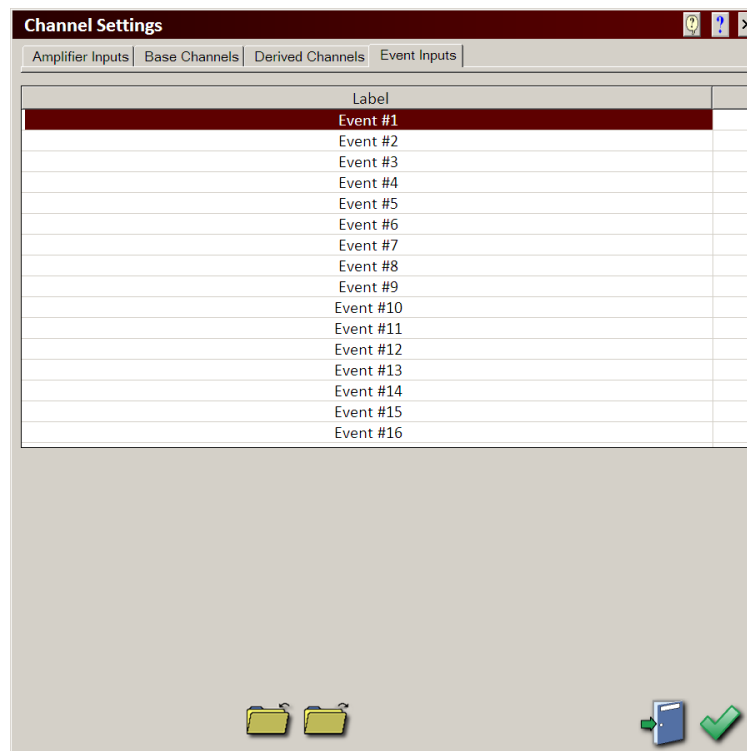 Channel Settings
Amplifier Inputs Base Channels Derived Channels Event Inputs
Label
Event #1
Event #2
Event #3
Event #4
Event #5
Event #6
Event #7
Event #8
Event #9
Event #10
Event #11
Event #12
Event #13
Event #14
Event #15
Event #16